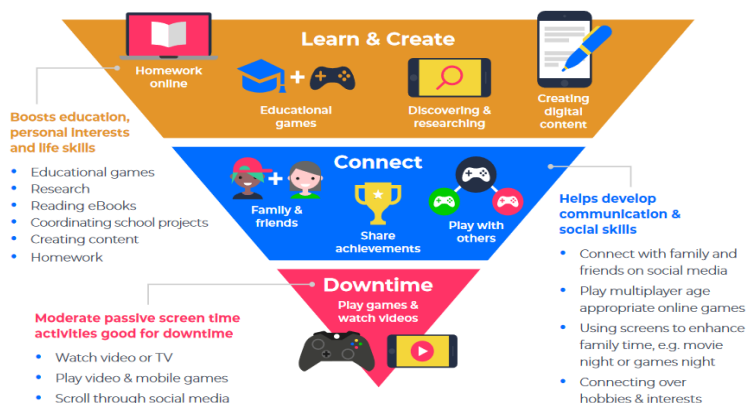 Learn & Create
Homework
online
Educational
games
Discovering &
researching
Creating
digital
content
Boosts education,
personal interests
and life skills
• Educational games
• Research
• Reading eBooks
• Coordinating school projects
• Creating content
• Homework
Connect
Family &
friends
Share
achievements
Play with
others
Helps develop
communication &
social skills
• Connect with family and
friends on social media
• Play multiplayer age
appropriate online games
• Using screens to enhance
family time, e.g. movie
night or games night
• Connecting over
hobbies & interests
Downtime
Play games &
watch videos
Moderate passive screen time
activities good for downtime
• Watch video or TV
• Play video & mobile games
• Scroll through social media